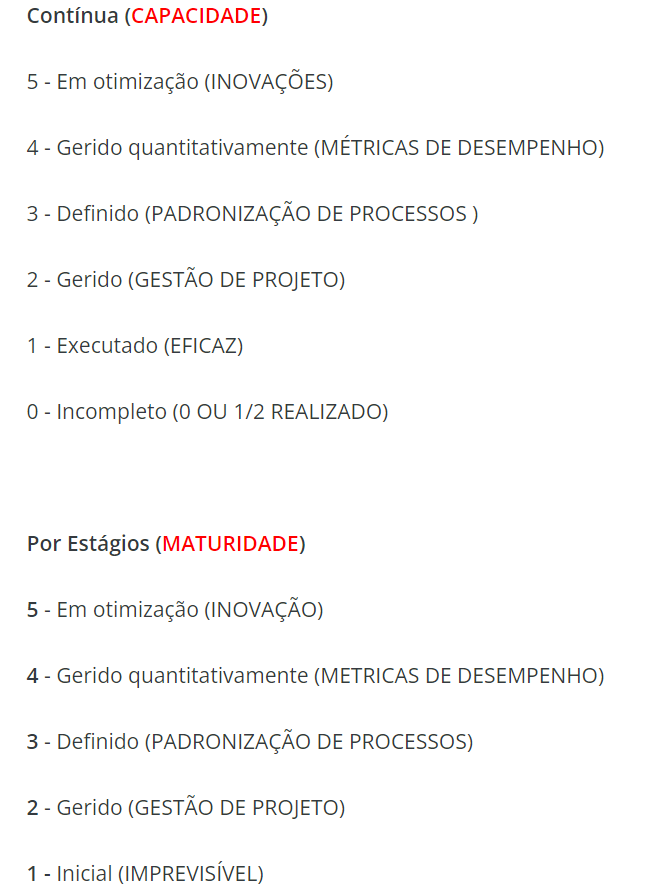 Contínua (CAPACIDADE)
5 - Em otimização (INOVAÇÕES)
4 - Gerido quantitativamente (MÉTRICAS DE DESEMPENHO)
3 - Definido (PADRONIZAÇÃO DE PROCESSOS )
2 - Gerido (GESTÃO DE PROJETO)
1 - Executado (EFICAZ)
0 - Incompleto (0 OU 1/2 REALIZADO)
Por Estágios (MATURIDADE)
5 - Em otimização (INOVAÇÃO)
4 - Gerido quantitativamente (METRICAS DE DESEMPENHO)
3 - Definido (PADRONIZAÇÃO DE PROCESSOS)
2 - Gerido (GESTÃO DE PROJETO)
1 - Inicial (IMPREVISÍVEL)